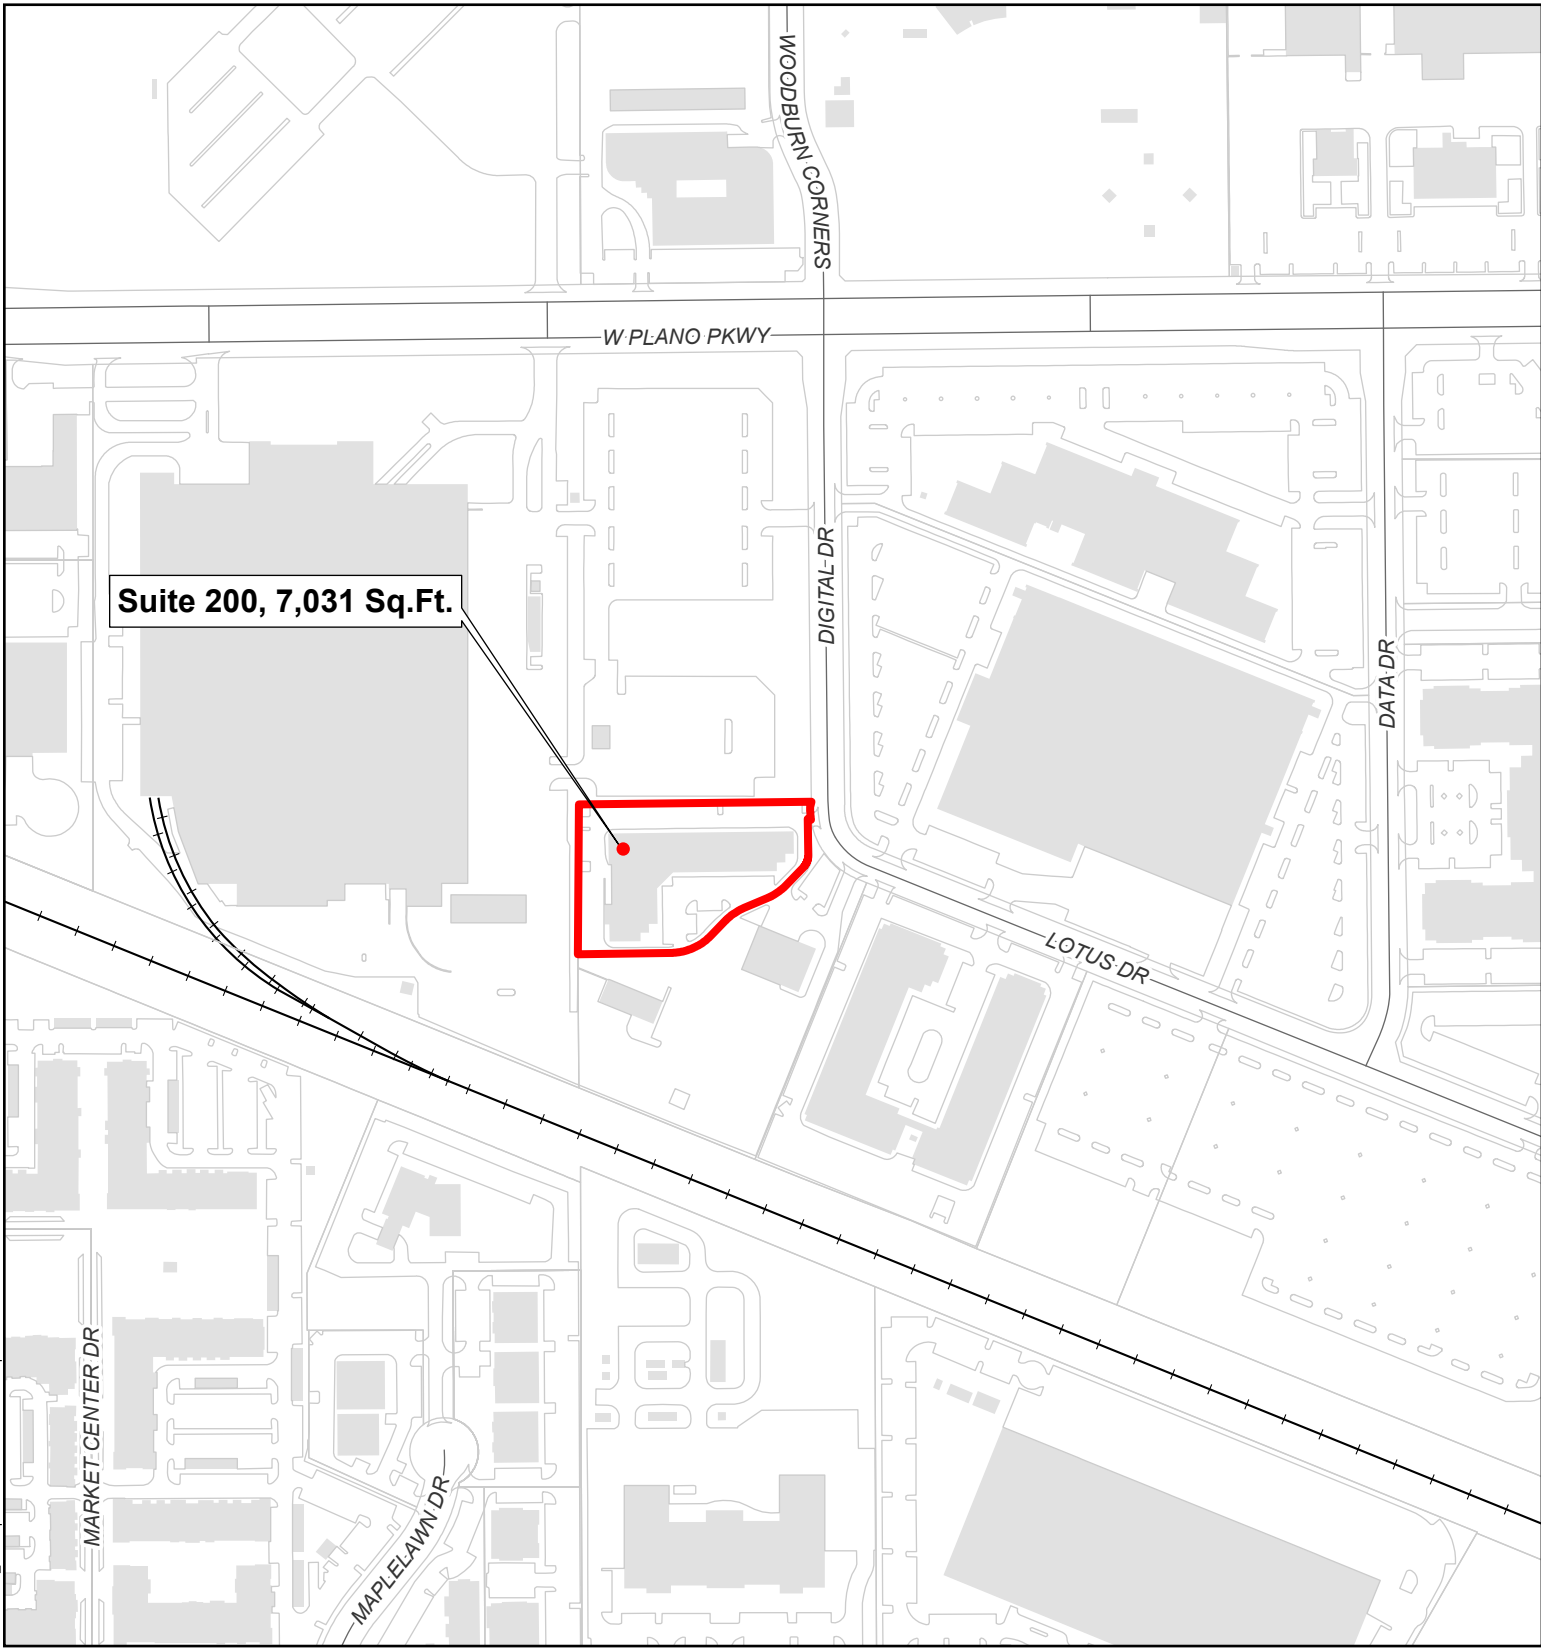 WOODBURN CORNERS
W PLANO PKWY
DIGITAL DR
Suite 200, 7,031 Sq.Ft.
DATA DR
LOTUS DR
MARKET CENTER DR
MAPLELAWN DR